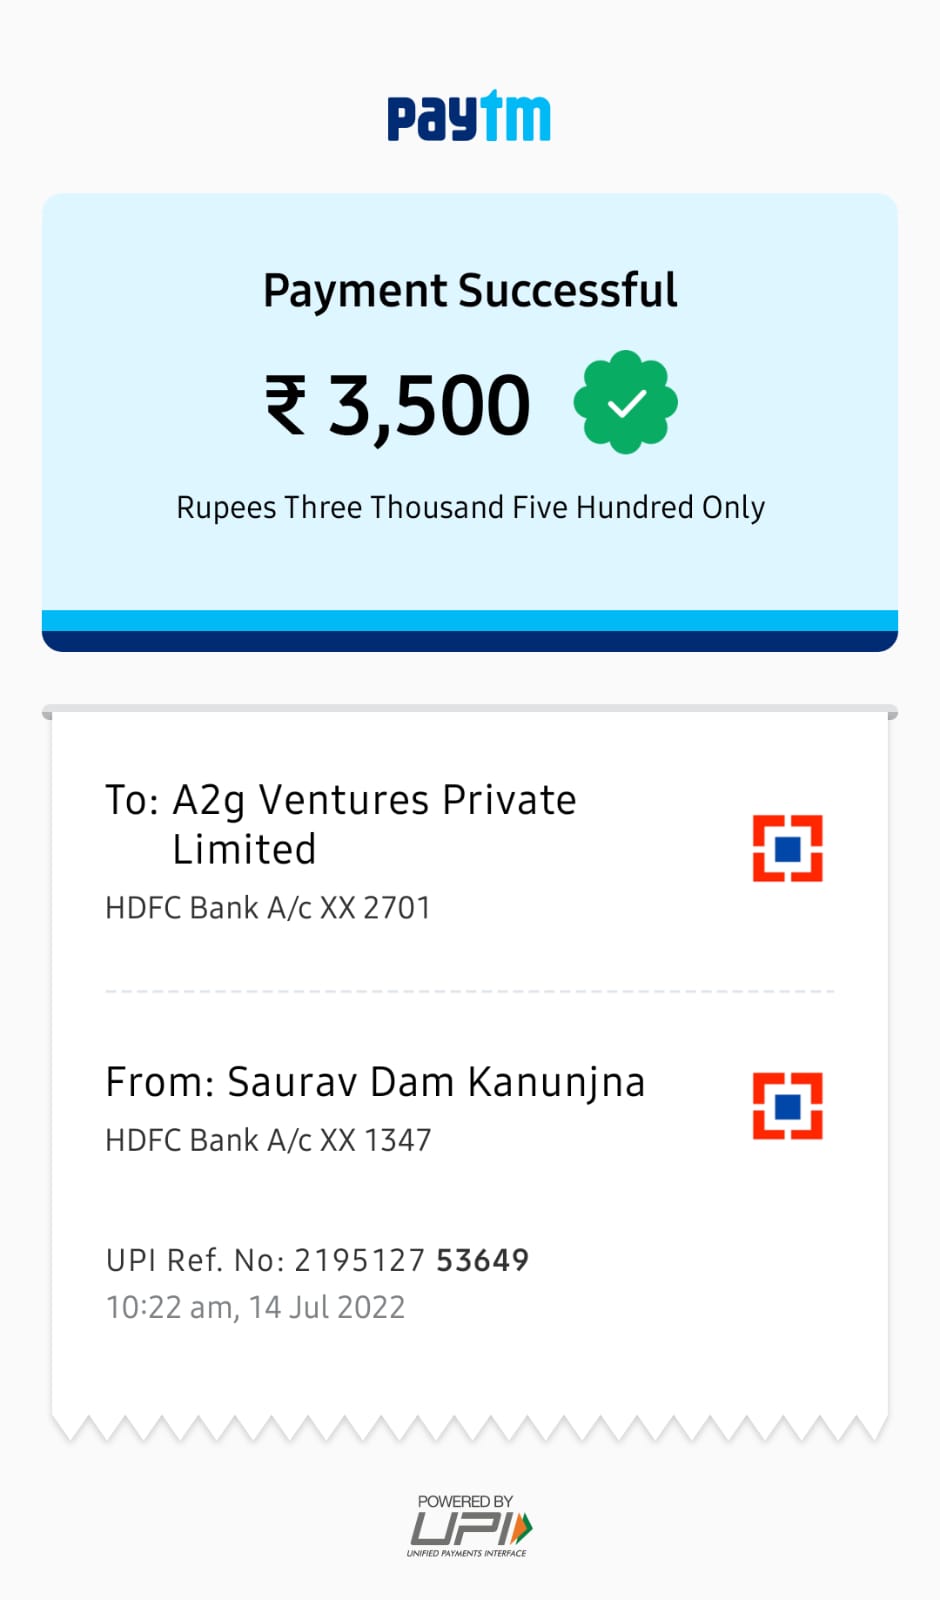 paytm
Payment Successful
₹ 3,500
Rupees Three Thousand Five Hundred Only
To: A2g Ventures Private
Limited
HDFC Bank A/c XX 2701
From: Saurav Dam Kanunjna
HDFC Bank A/c XX 1347
UPI Ref. No: 2195127 53649
10:22 am, 14 Jul 2022
POWERED BY
UPI
UNIFIED PAYMENTS INTERFACE